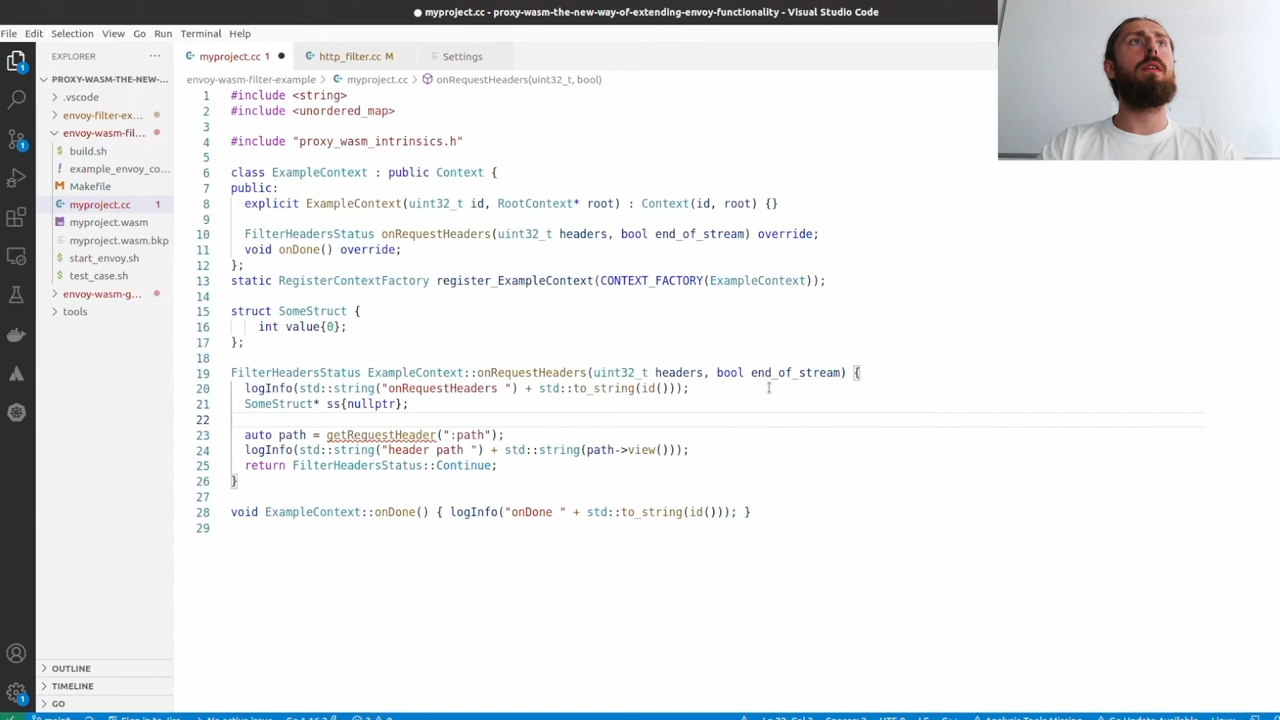 myproject.cc - proxy-wasm-the-new-way-of-extending-envoy-functionality - Visual Studio Code
File Edit Selection View Go Run Terminal Help
EXPLORER ···
myproject.cc 1
http_filter.cc M
Settings
PROXY-WASM-THE-NEW-...
envoy-wasm-filter-example > myproject.cc > onRequestHeaders(uint32_t, bool)
.vscode
envoy-filter-ex...
envoy-wasm-fil...
build.sh
example_envoy_co...
Makefile
myproject.cc 1
myproject.wasm
myproject.wasm.bkp
start_envoy.sh
test_case.sh
envoy-wasm-g...
tools
1 #include <string>
2 #include <unordered_map>
3
4 #include "proxy_wasm_intrinsics.h"
5
6 class ExampleContext : public Context {
7 public:
8 explicit ExampleContext(uint32_t id, RootContext* root) : Context(id, root) {}
9
10 FilterHeadersStatus onRequestHeaders(uint32_t headers, bool end_of_stream) override;
11 void onDone() override;
12 };
13 static RegisterContextFactory register_ExampleContext(CONTEXT_FACTORY(ExampleContext));
14
15 struct SomeStruct {
16 int value{0};
17 };
18
19 FilterHeadersStatus ExampleContext::onRequestHeaders(uint32_t headers, bool end_of_stream) {
20 logInfo(std::string("onRequestHeaders ") + std::to_string(id()));
21 SomeStruct* ss{nullptr};
22
23 auto path = getRequestHeader(":path");
24 logInfo(std::string("header path ") + std::string(path->view()));
25 return FilterHeadersStatus::Continue;
26 }
27
28 void ExampleContext::onDone() { logInfo("onDone " + std::to_string(id())); }
29
OUTLINE
TIMELINE
GO